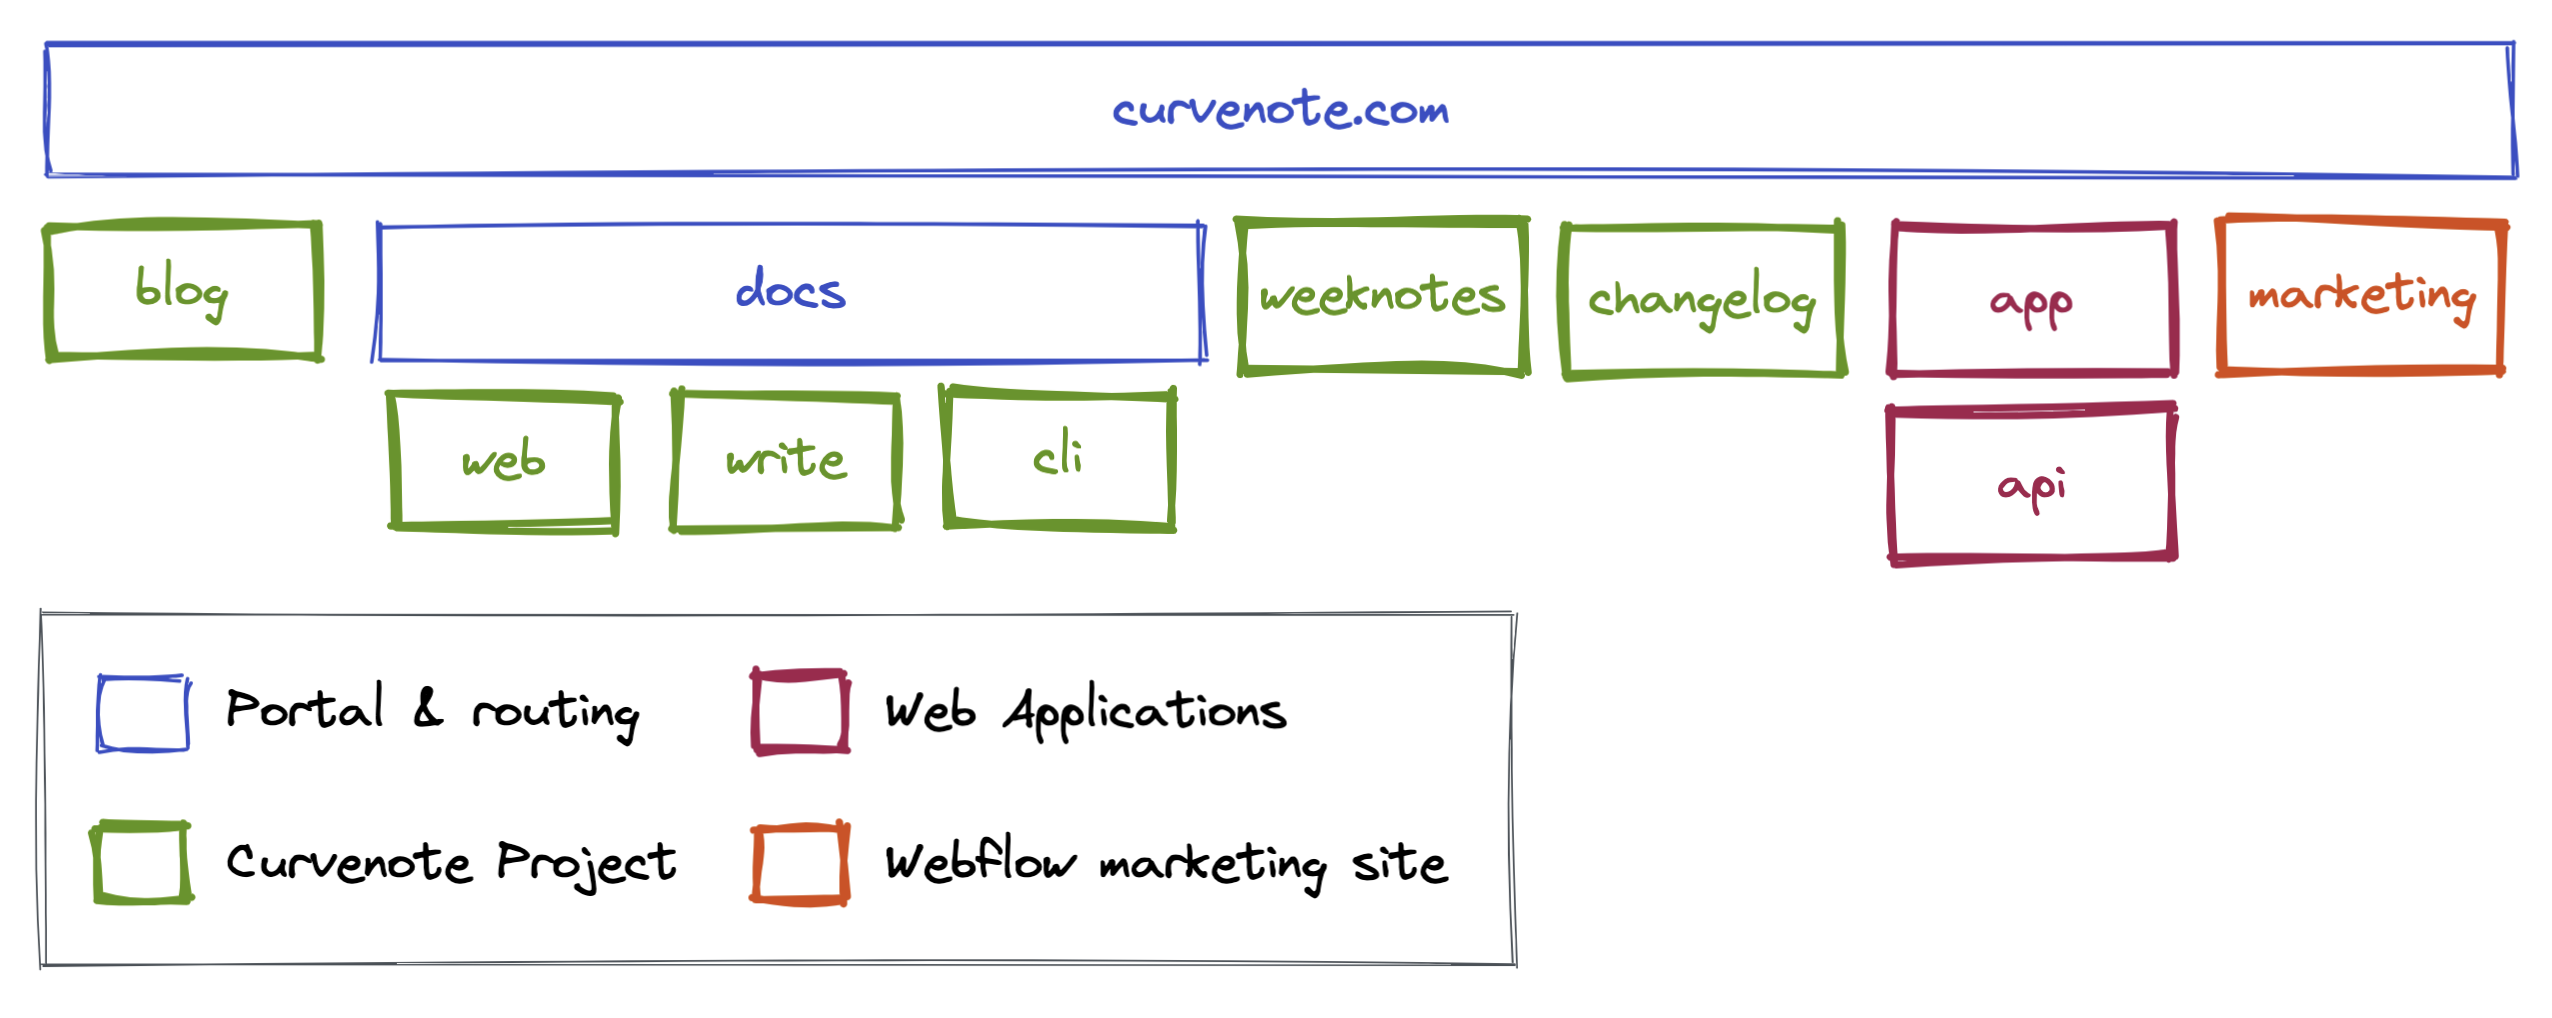 curvenote.com
blog
docs
weeknotes
changelog
app
marketing
web
write
cli
api
Portal & routing
Web Applications
Curvenote Project
Webflow marketing site